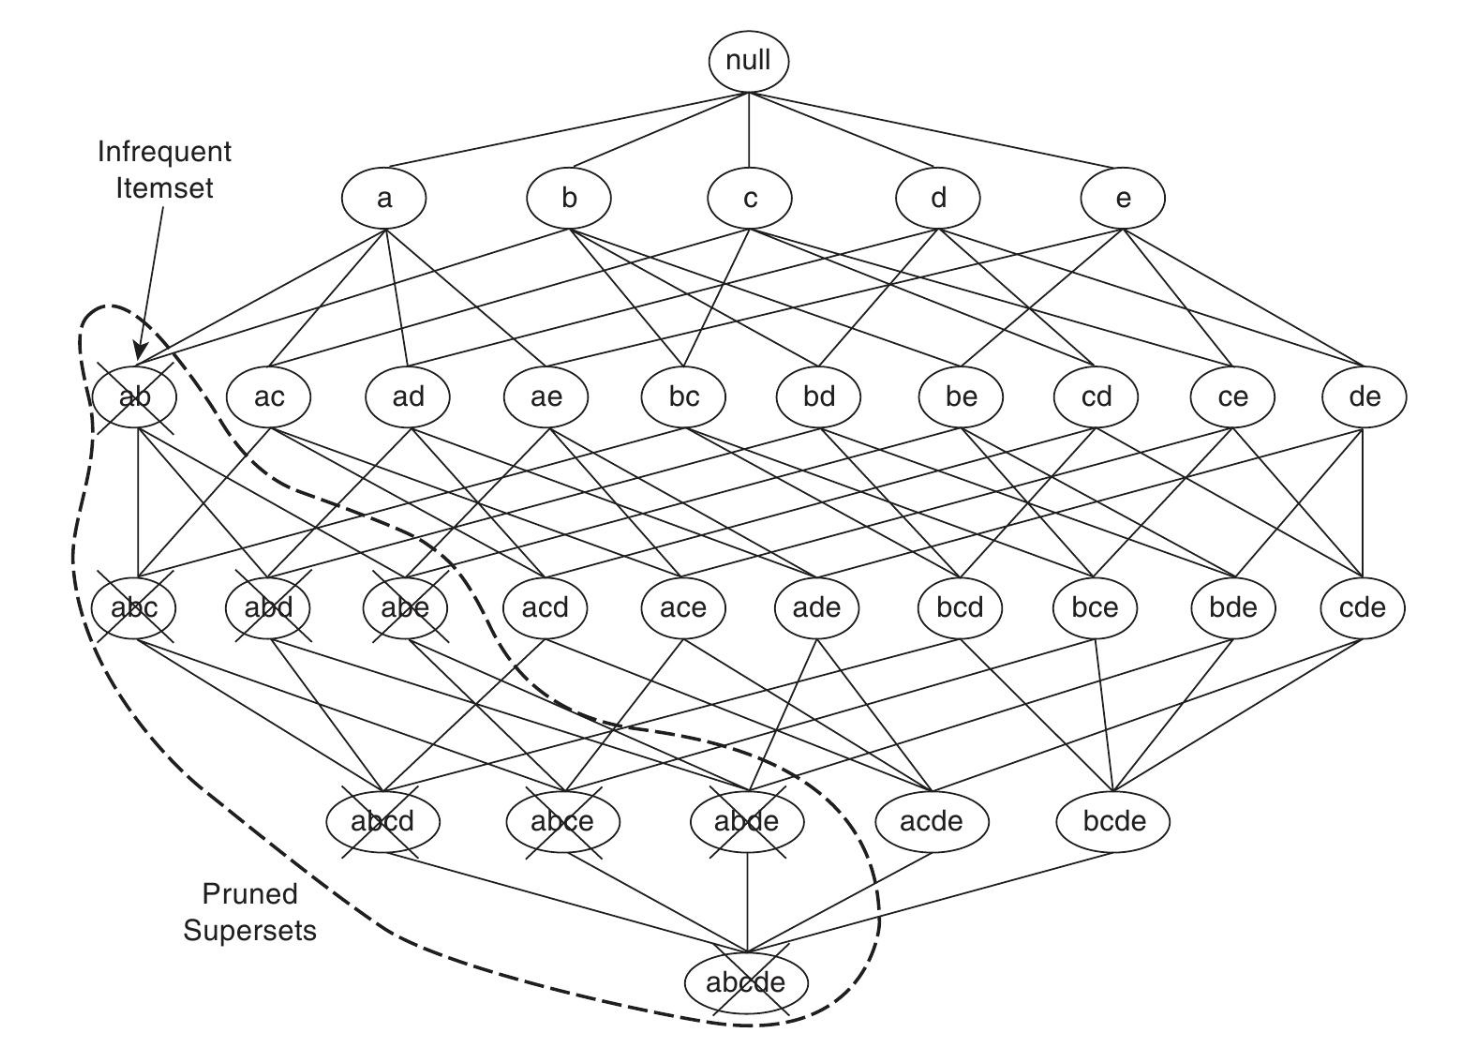 null
Infrequent
Itemset
a b c d e
ab ac ad ae bc bd be cd ce de
abc abd abe acd ace ade bcd bce bde cde
abcd abce abde acde bcde
Pruned
Supersets
abcde